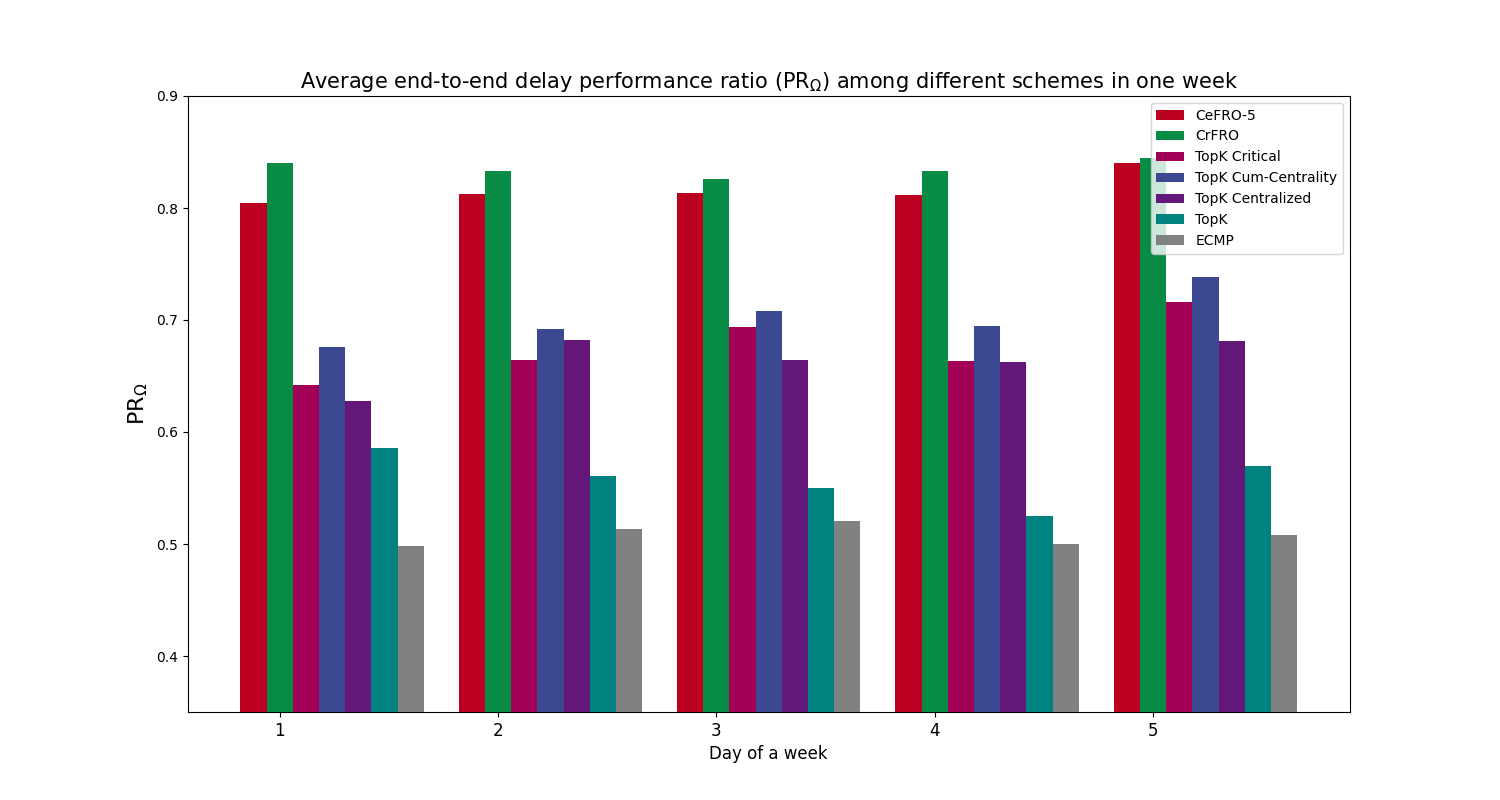 Average end-to-end delay performance ratio (PR_Ω) among different schemes in one week
0.9
0.8
0.7
0.6
0.5
0.4
PR_Ω
CeFRO-5
CrFRO
TopK Critical
TopK Cum-Centrality
TopK Centralized
TopK
ECMP
1 2 3 4 5
Day of a week